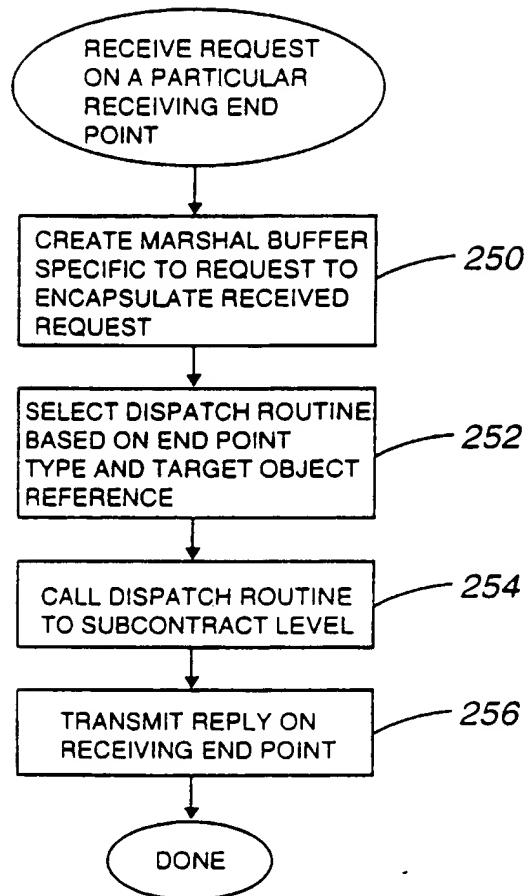 RECEIVE REQUEST
ON A PARTICULAR
RECEIVING END
POINT
CREATE MARSHAL BUFFER
SPECIFIC TO REQUEST TO
ENCAPSULATE RECEIVED
REQUEST
250
SELECT DISPATCH ROUTINE
BASED ON END POINT
TYPE AND TARGET OBJECT
REFERENCE
252
CALL DISPATCH ROUTINE
TO SUBCONTRACT LEVEL
254
TRANSMIT REPLY ON
RECEIVING END POINT
256
DONE